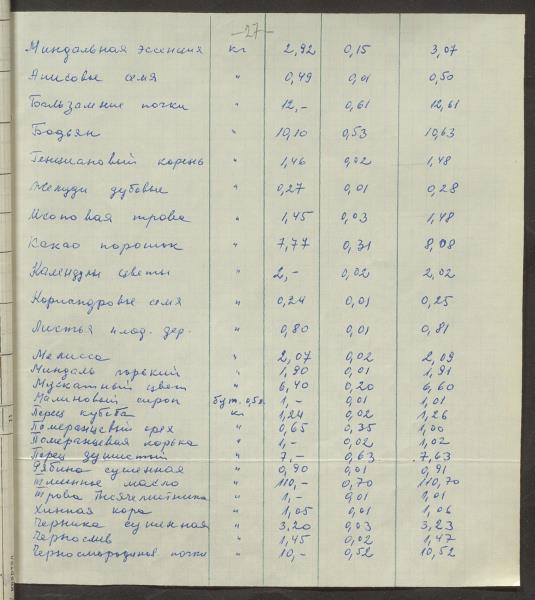 -27-
Миндальная эссенция кг 2,92 0,15 3,07
Анисовые семя " 0,49 0,01 0,50
Бальзамные почки " 12,- 0,61 12,61
Бодьян " 10,10 0,53 10,63
Генциановый корень " 1,46 0,02 1,48
Желуди дубовые " 0,27 0,01 0,28
Исоповая трава " 1,45 0,03 1,48
Какао порошок " 7,77 0,31 8,08
Календулы цветы " 2,- 0,02 2,02
Кориандровые семя " 0,24 0,01 0,25
Листья плод. дер. " 0,80 0,01 0,81
Мелисса " 2,07 0,02 2,09
Миндаль горький " 1,90 0,01 1,91
Мускатный цвет " 6,40 0,20 6,60
Малиновый сироп бут. 0,5л. 1,- 0,01 1,01
Перец кубеба кг 1,24 0,02 1,26
Померанцевый орех " 0,65 0,35 1,00
Померанцевая корька " 1,- 0,02 1,02
Перец душистый " 7,- 0,63 7,63
Рябина сушенная " 0,90 0,01 0,91
Тминное масло " 110,- 0,70 110,70
Трава тысячелистника " 1,- 0,01 1,01
Хинная кора " 1,05 0,01 1,06
Черника сушенная " 3,20 0,03 3,23
Чернослив " 1,45 0,02 1,47
Черносмородинные почки " 10,- 0,52 10,52